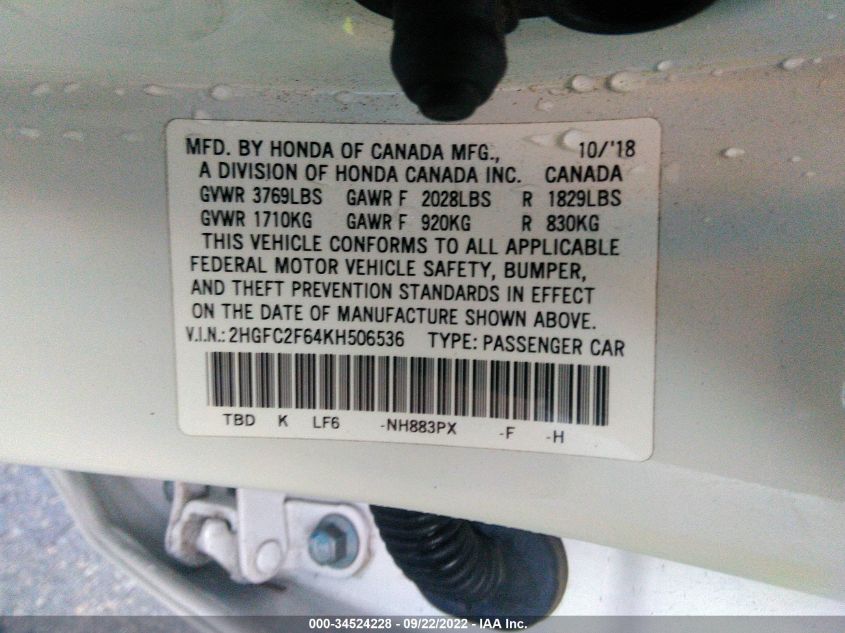 MFD. BY HONDA OF CANADA MFG., 10/'18
A DIVISION OF HONDA CANADA INC. CANADA
GVWR 3769LBS GAWR F 2028LBS R 1829LBS
GVWR 1710KG GAWR F 920KG R 830KG
THIS VEHICLE CONFORMS TO ALL APPLICABLE
FEDERAL MOTOR VEHICLE SAFETY, BUMPER,
AND THEFT PREVENTION STANDARDS IN EFFECT
ON THE DATE OF MANUFACTURE SHOWN ABOVE.
V.I.N.: 2HGFC2F64KH506536 TYPE: PASSENGER CAR
TBD K LF6 -NH883PX -F -H
000-34524228 - 09/22/2022 - IAA Inc.